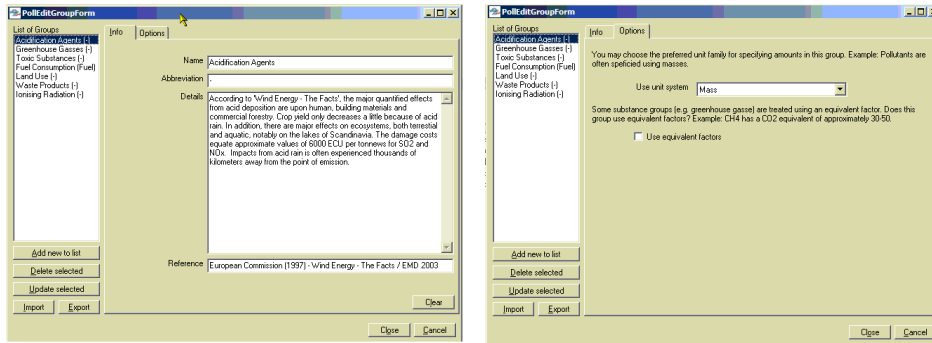 PollEditGroupForm
List of Groups
Acidification Agents (-)
Greenhouse Gasses (-)
Toxic Substances (-)
Fuel Consumption (Fuel)
Land Use (-)
Waste Products (-)
Ionising Radiation (-)
Add new to list
Delete selected
Update selected
Import Export
Info Options
Name Acidification Agents
Abbreviation -
Details According to 'Wind Energy - The Facts', the major quantified effects
from acid deposition are upon human, building materials and
commercial forestry. Crop yield only decreases a little because of acid
rain. In addition, there are major effects on ecosystems, both terrestial
and aquatic, notably on the lakes of Scandinavia. The damage costs
equate approximate values of 6000 ECU per tonnews for SO2 and
NOx. Impacts from acid rain is often experienced thousands of
kilometers away from the point of emission.
Reference European Commission (1997) - Wind Energy - The Facts / EMD 2003
Clear
Close Cancel
PollEditGroupForm
List of Groups
Acidification Agents (-)
Greenhouse Gasses (-)
Toxic Substances (-)
Fuel Consumption (Fuel)
Land Use (-)
Waste Products (-)
Ionising Radiation (-)
Add new to list
Delete selected
Update selected
Import Export
Info Options
You may choose the preferred unit family for specifying amounts in this group. Example: Pollutants are
often speficied using masses.
Use unit system Mass
Some substance groups (e.g. greenhouse gasse) are treated using an equivalent factor. Does this
group use equivalent factors? Example: CH4 has a CO2 equivalent of approximately 30-50.
Use equivalent factors
Close Cancel